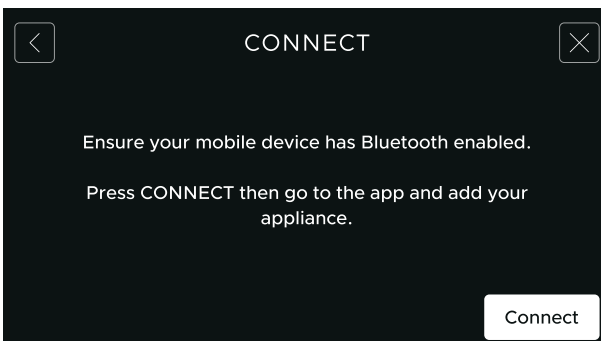 CONNECT
Ensure your mobile device has Bluetooth enabled.
Press CONNECT then go to the app and add your
appliance.
Connect